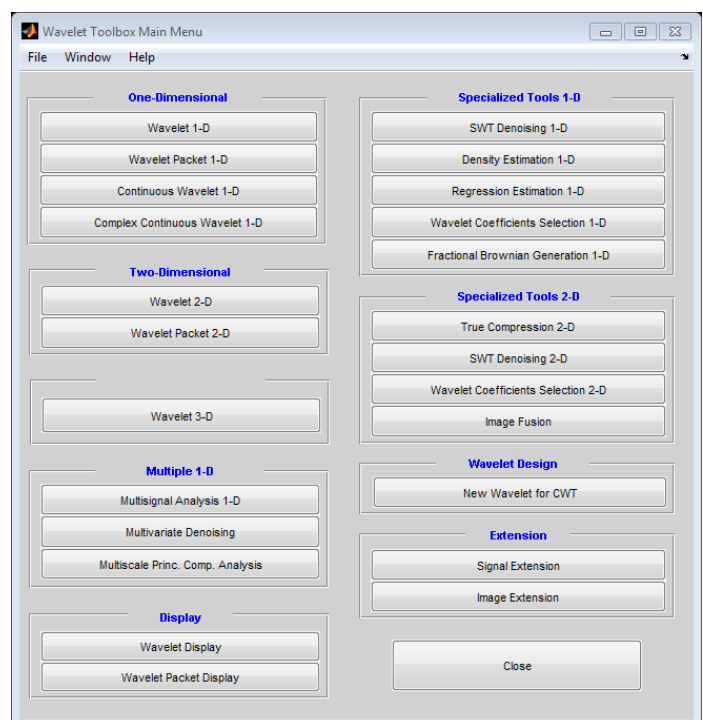 Wavelet Toolbox Main Menu
File Window Help
One-Dimensional
Wavelet 1-D
Wavelet Packet 1-D
Continuous Wavelet 1-D
Complex Continuous Wavelet 1-D
Two-Dimensional
Wavelet 2-D
Wavelet Packet 2-D
Wavelet 3-D
Multiple 1-D
Multisignal Analysis 1-D
Multivariate Denoising
Multiscale Princ. Comp. Analysis
Display
Wavelet Display
Wavelet Packet Display
Specialized Tools 1-D
SWT Denoising 1-D
Density Estimation 1-D
Regression Estimation 1-D
Wavelet Coefficients Selection 1-D
Fractional Brownian Generation 1-D
Specialized Tools 2-D
True Compression 2-D
SWT Denoising 2-D
Wavelet Coefficients Selection 2-D
Image Fusion
Wavelet Design
New Wavelet for CWT
Extension
Signal Extension
Image Extension
Close